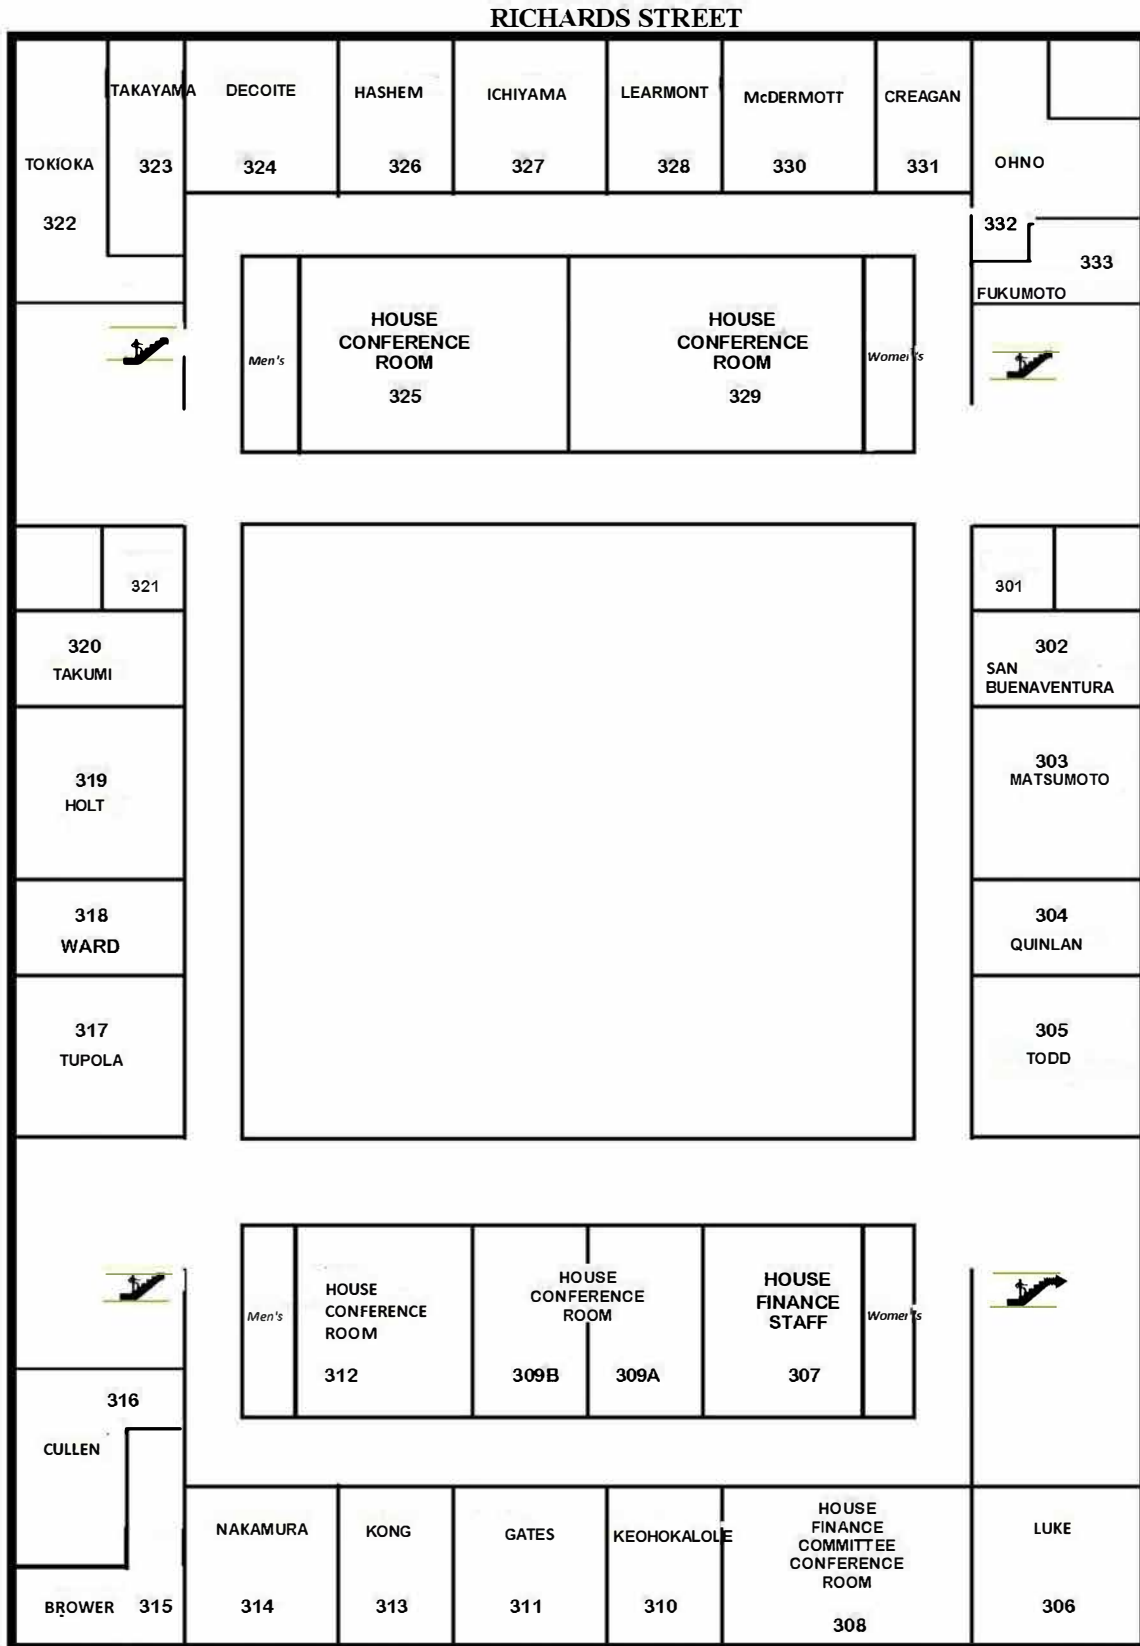 RICHARDS STREET
TAKAYAMA
DECOITE
HASHEM
ICHIYAMA
LEARMONT
McDERMOTT
CREAGAN
TOKIOKA
323
324
326
327
328
330
331
OHNO
322
332
333
FUKUMOTO
HOUSE
CONFERENCE
ROOM
325
HOUSE
CONFERENCE
ROOM
329
Men's
Women's
321
301
320
TAKUMI
302
SAN
BUENAVENTURA
319
HOLT
303
MATSUMOTO
318
WARD
304
QUINLAN
317
TUPOLA
305
TODD
Men's
HOUSE
CONFERENCE
ROOM
312
HOUSE
CONFERENCE
ROOM
309B
309A
HOUSE
FINANCE
STAFF
307
Women's
316
CULLEN
NAKAMURA
KONG
GATES
KEOHOKALOLE
HOUSE
FINANCE
COMMITTEE
CONFERENCE
ROOM
308
LUKE
BROWER
315
314
313
311
310
306